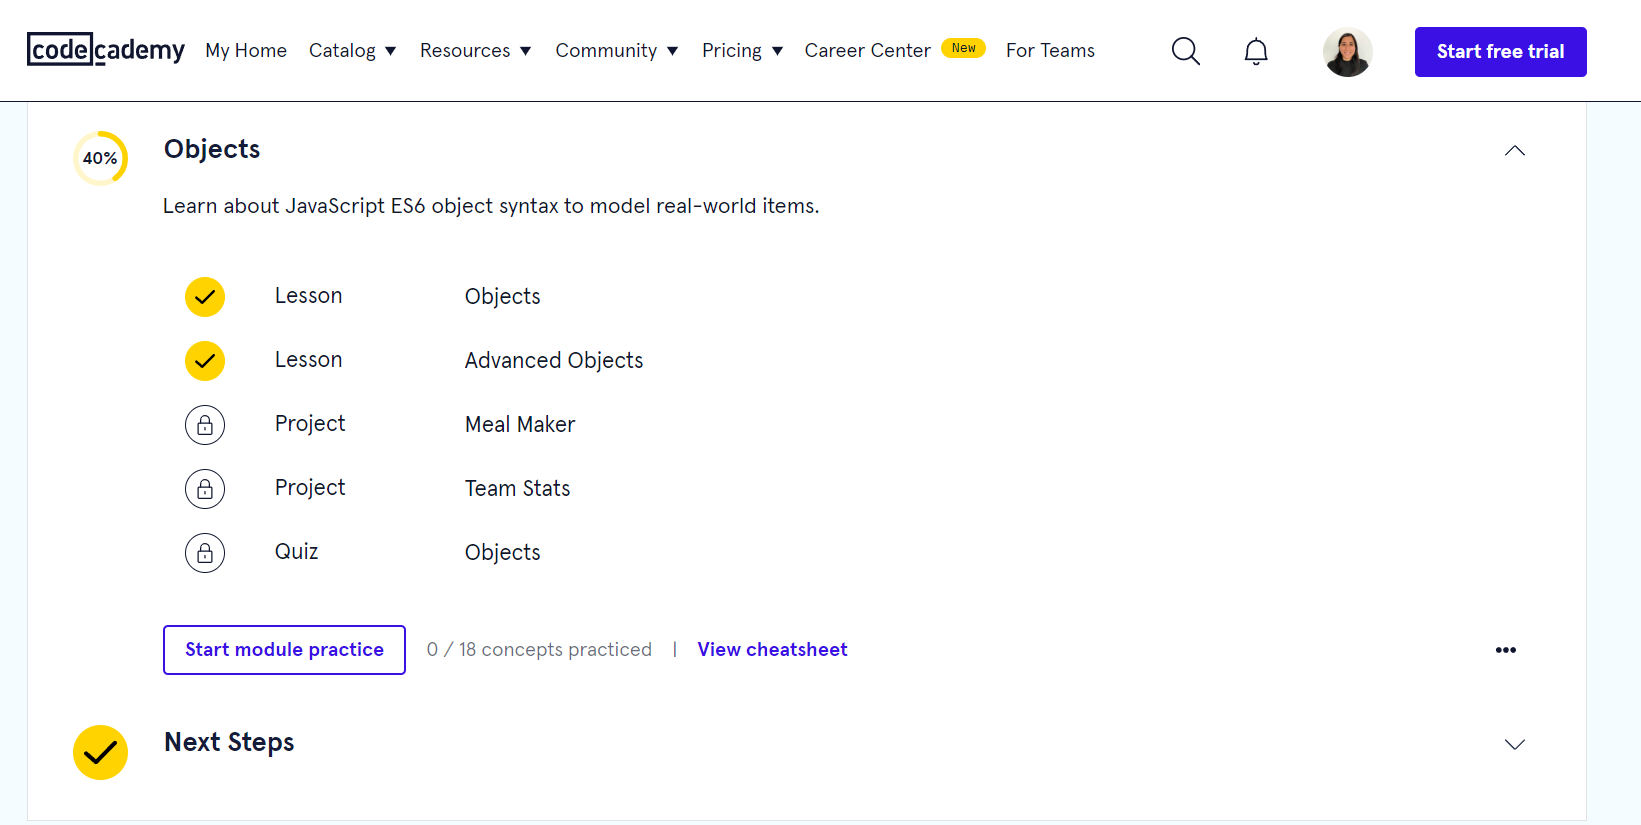 codecademy My Home Catalog Resources Community Pricing Career Center New For Teams Start free trial
40% Objects
Learn about JavaScript ES6 object syntax to model real-world items.
Lesson Objects
Lesson Advanced Objects
Project Meal Maker
Project Team Stats
Quiz Objects
Start module practice 0 / 18 concepts practiced | View cheatsheet
Next Steps